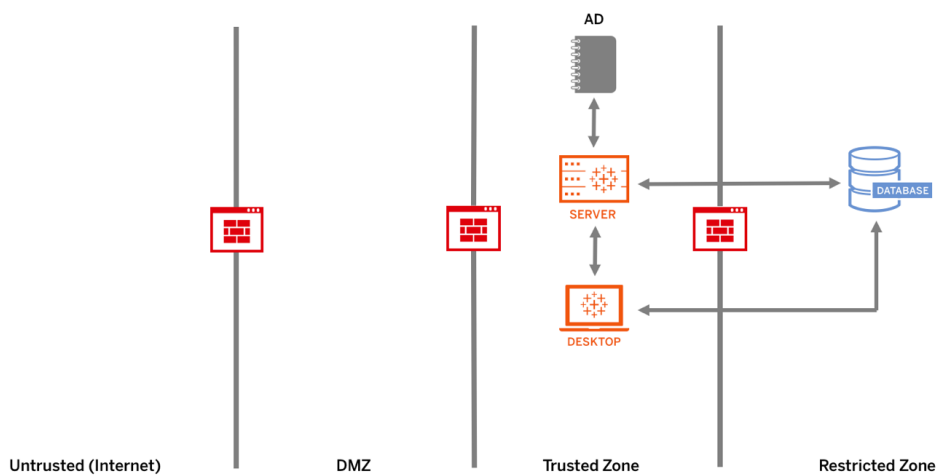 AD
SERVER
DATABASE
DESKTOP
Untrusted (Internet)
DMZ
Trusted Zone
Restricted Zone